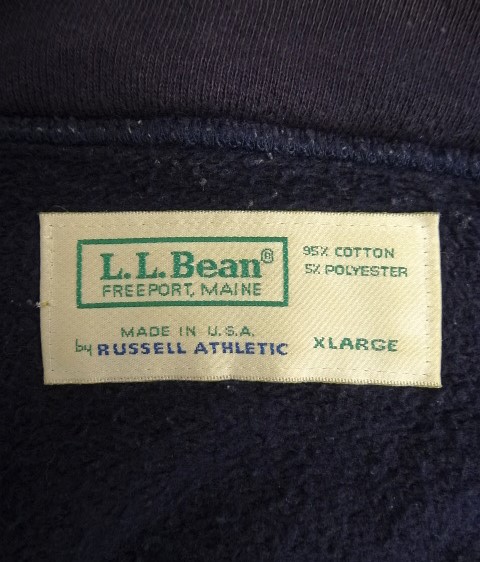 L.L.Bean®
FREEPORT, MAINE
95% COTTON
5% POLYESTER
MADE IN U.S.A.
by RUSSELL ATHLETIC
XLARGE